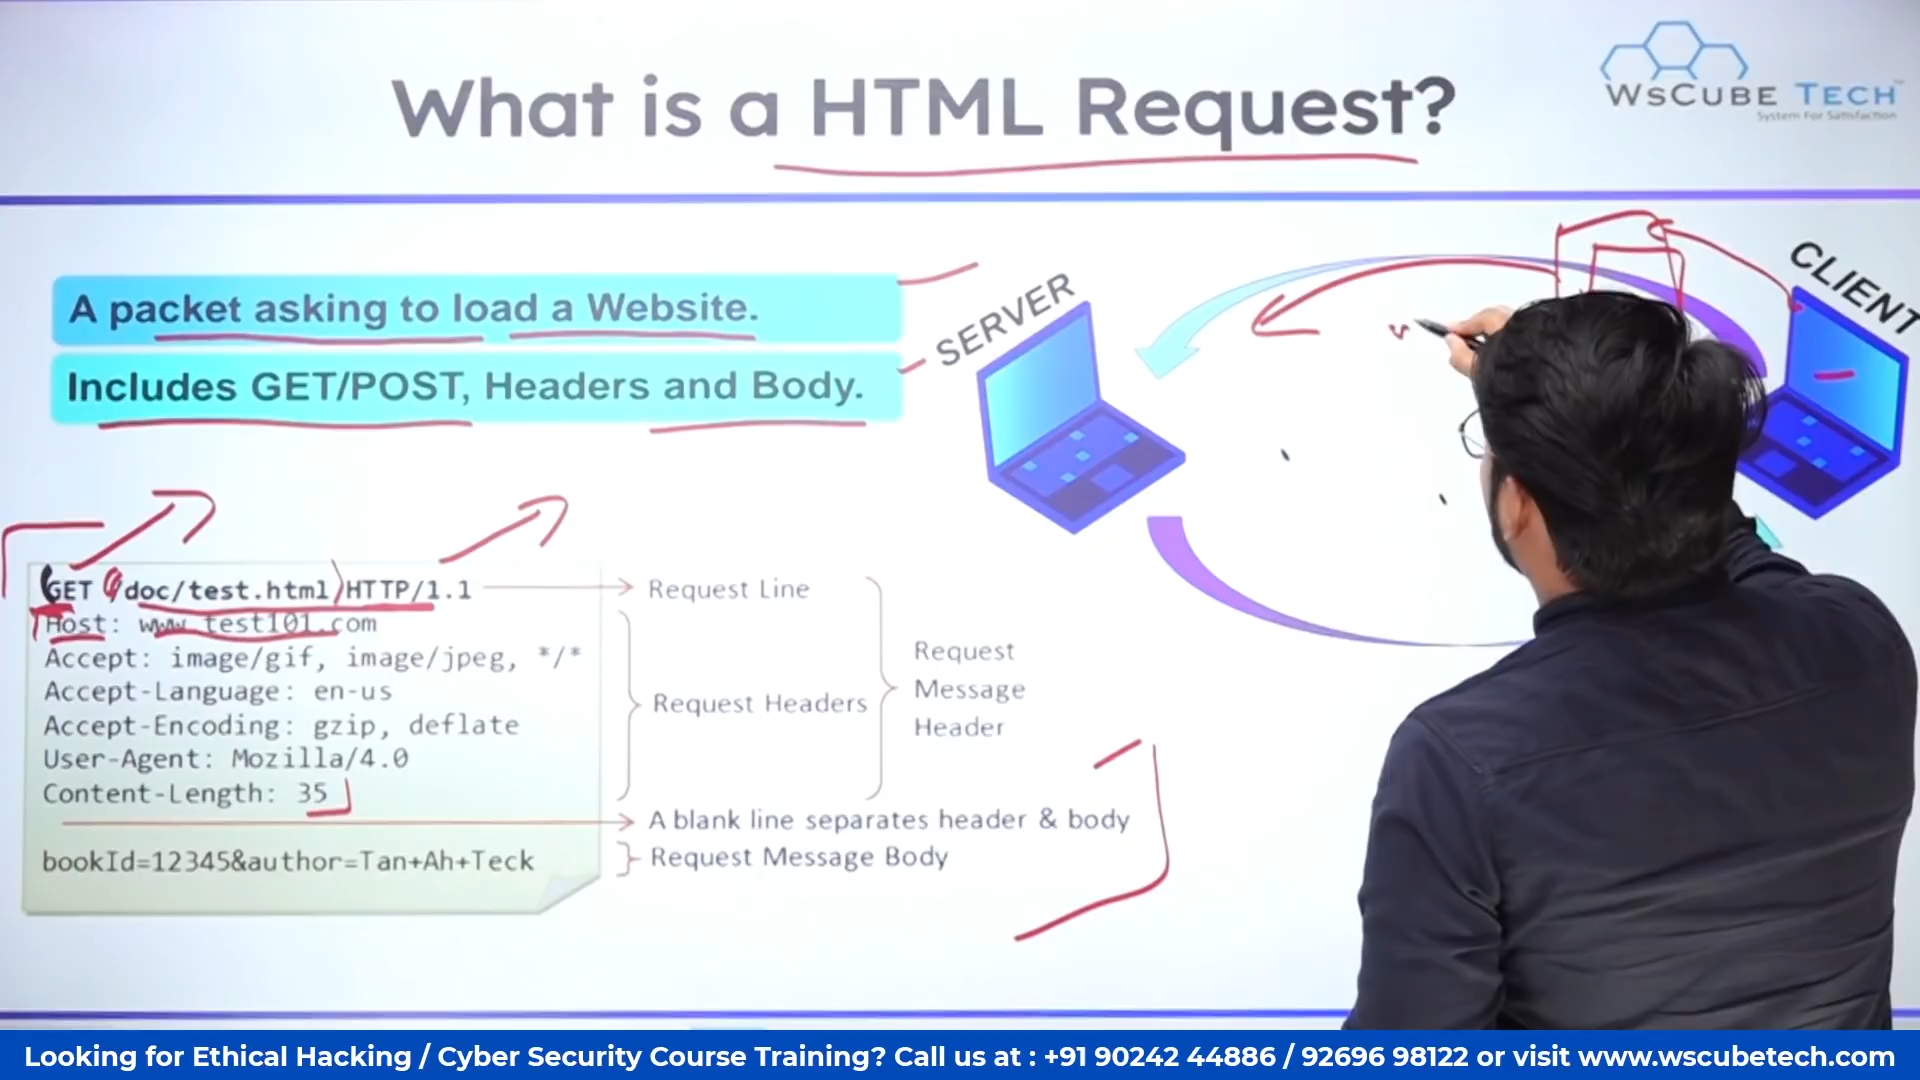 What is a HTML Request?
WsCube Tech
System For Satisfaction
A packet asking to load a Website.
Includes GET/POST, Headers and Body.
SERVER
CLIENT
GET /doc/test.html HTTP/1.1
Request Line
Host: www.test101.com
Accept: image/gif, image/jpeg, */*
Accept-Language: en-us
Accept-Encoding: gzip, deflate
User-Agent: Mozilla/4.0
Content-Length: 35
Request Headers
Request
Message
Header
A blank line separates header & body
bookId=12345&author=Tan+Ah+Teck
Request Message Body
Looking for Ethical Hacking / Cyber Security Course Training? Call us at : +91 90242 44886 / 92696 98122 or visit www.wscubetech.com